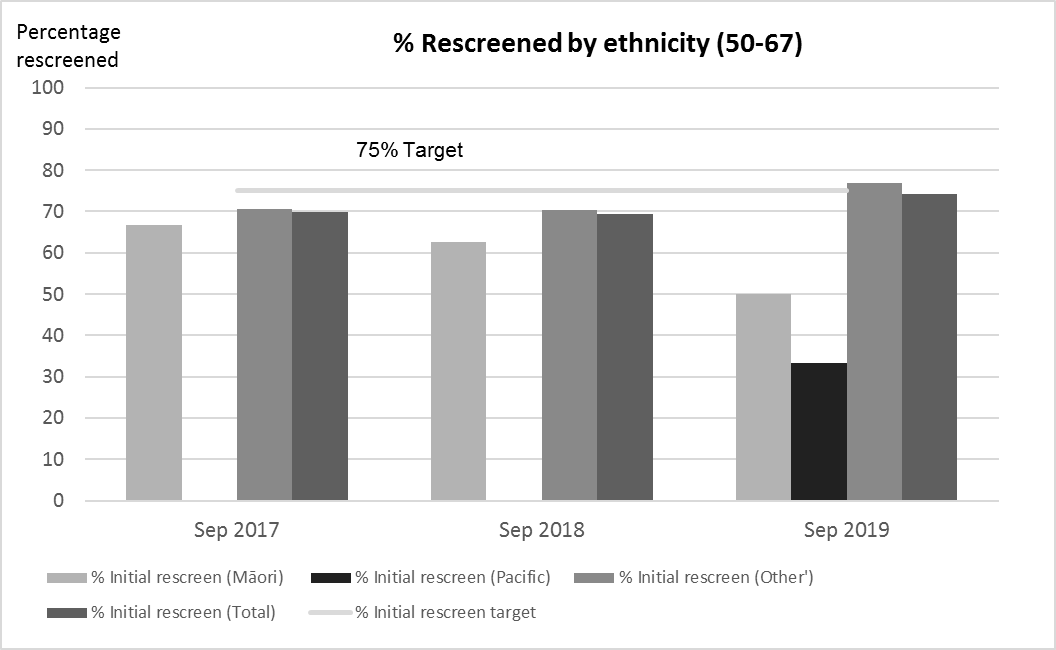 Percentage
rescreened
% Rescreened by ethnicity (50-67)
100
90
75% Target
80
70
60
50
40
30
20
10
0
Sep 2017 Sep 2018 Sep 2019
% Initial rescreen (Māori) % Initial rescreen (Pacific) % Initial rescreen (Other')
% Initial rescreen (Total) % Initial rescreen target